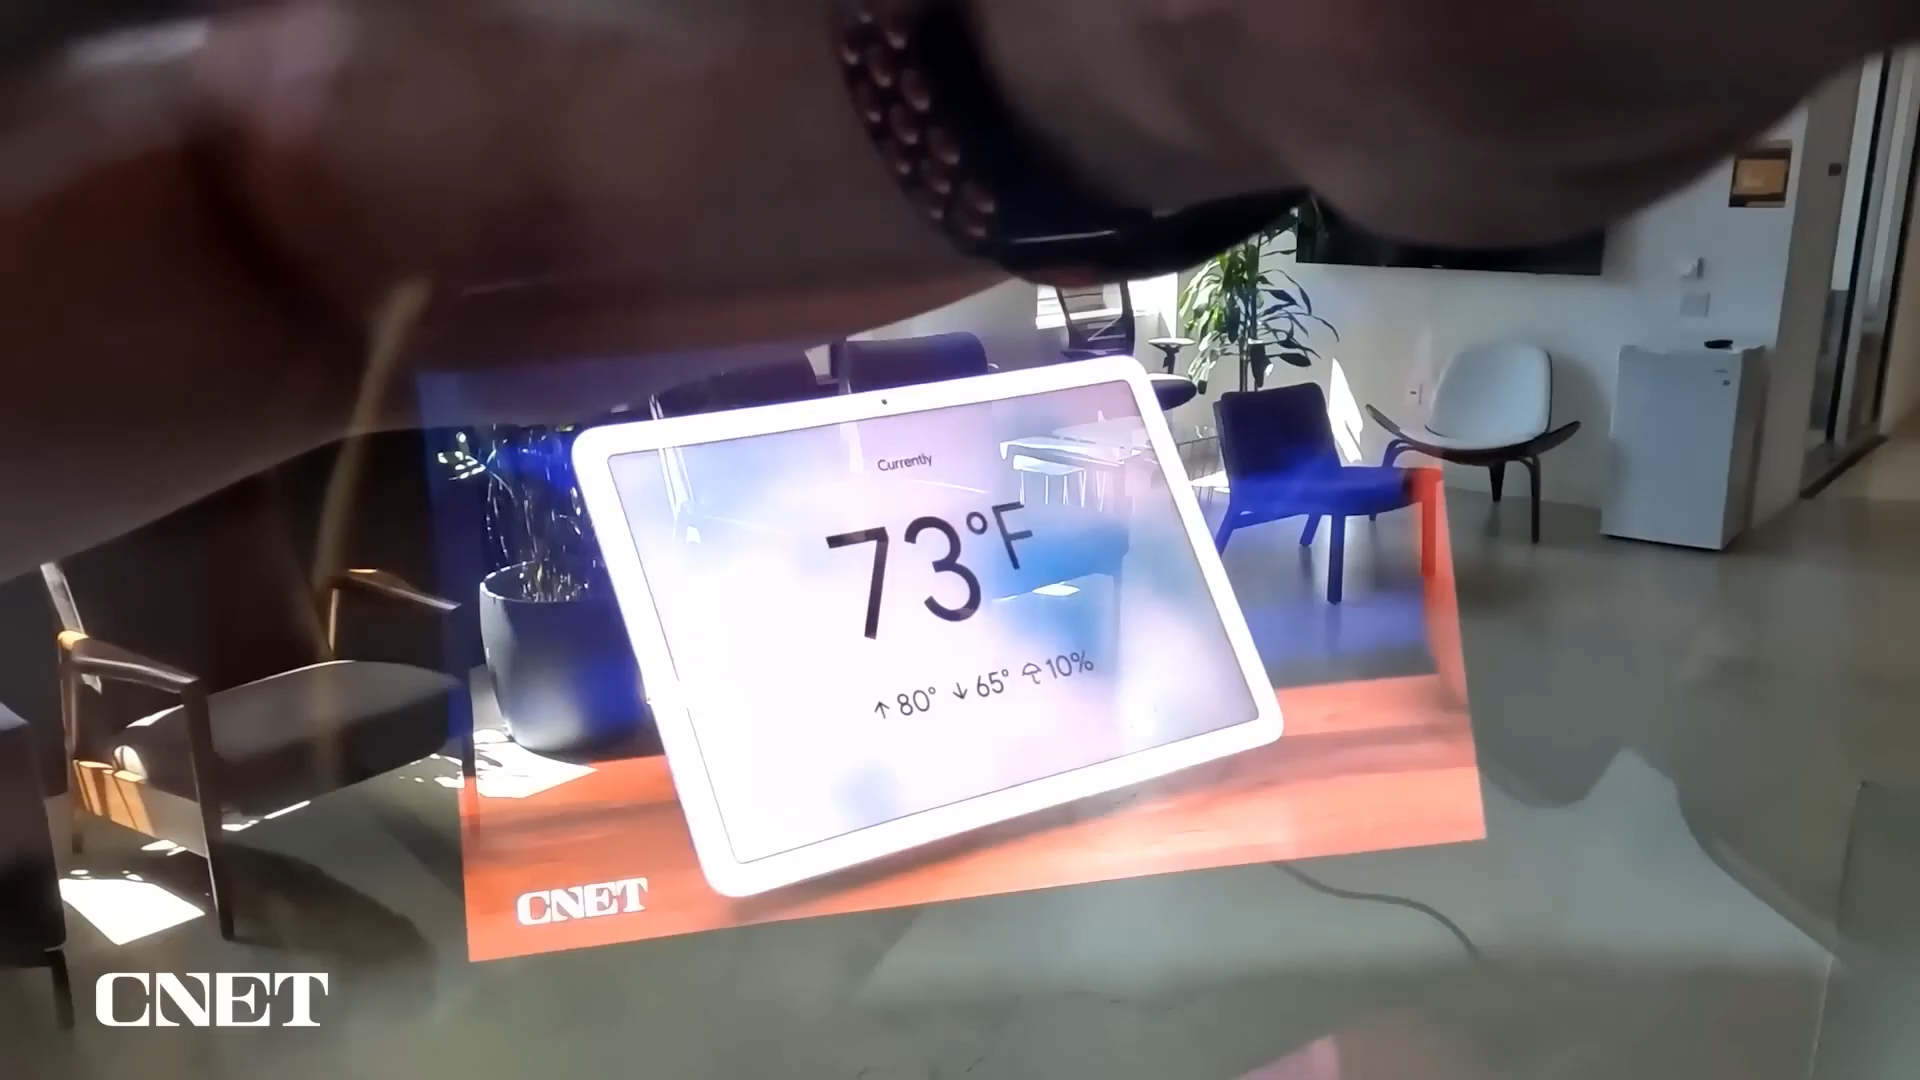 Currently
73°F
↑ 80° ↓ 65° ☂ 10%
CNET
CNET